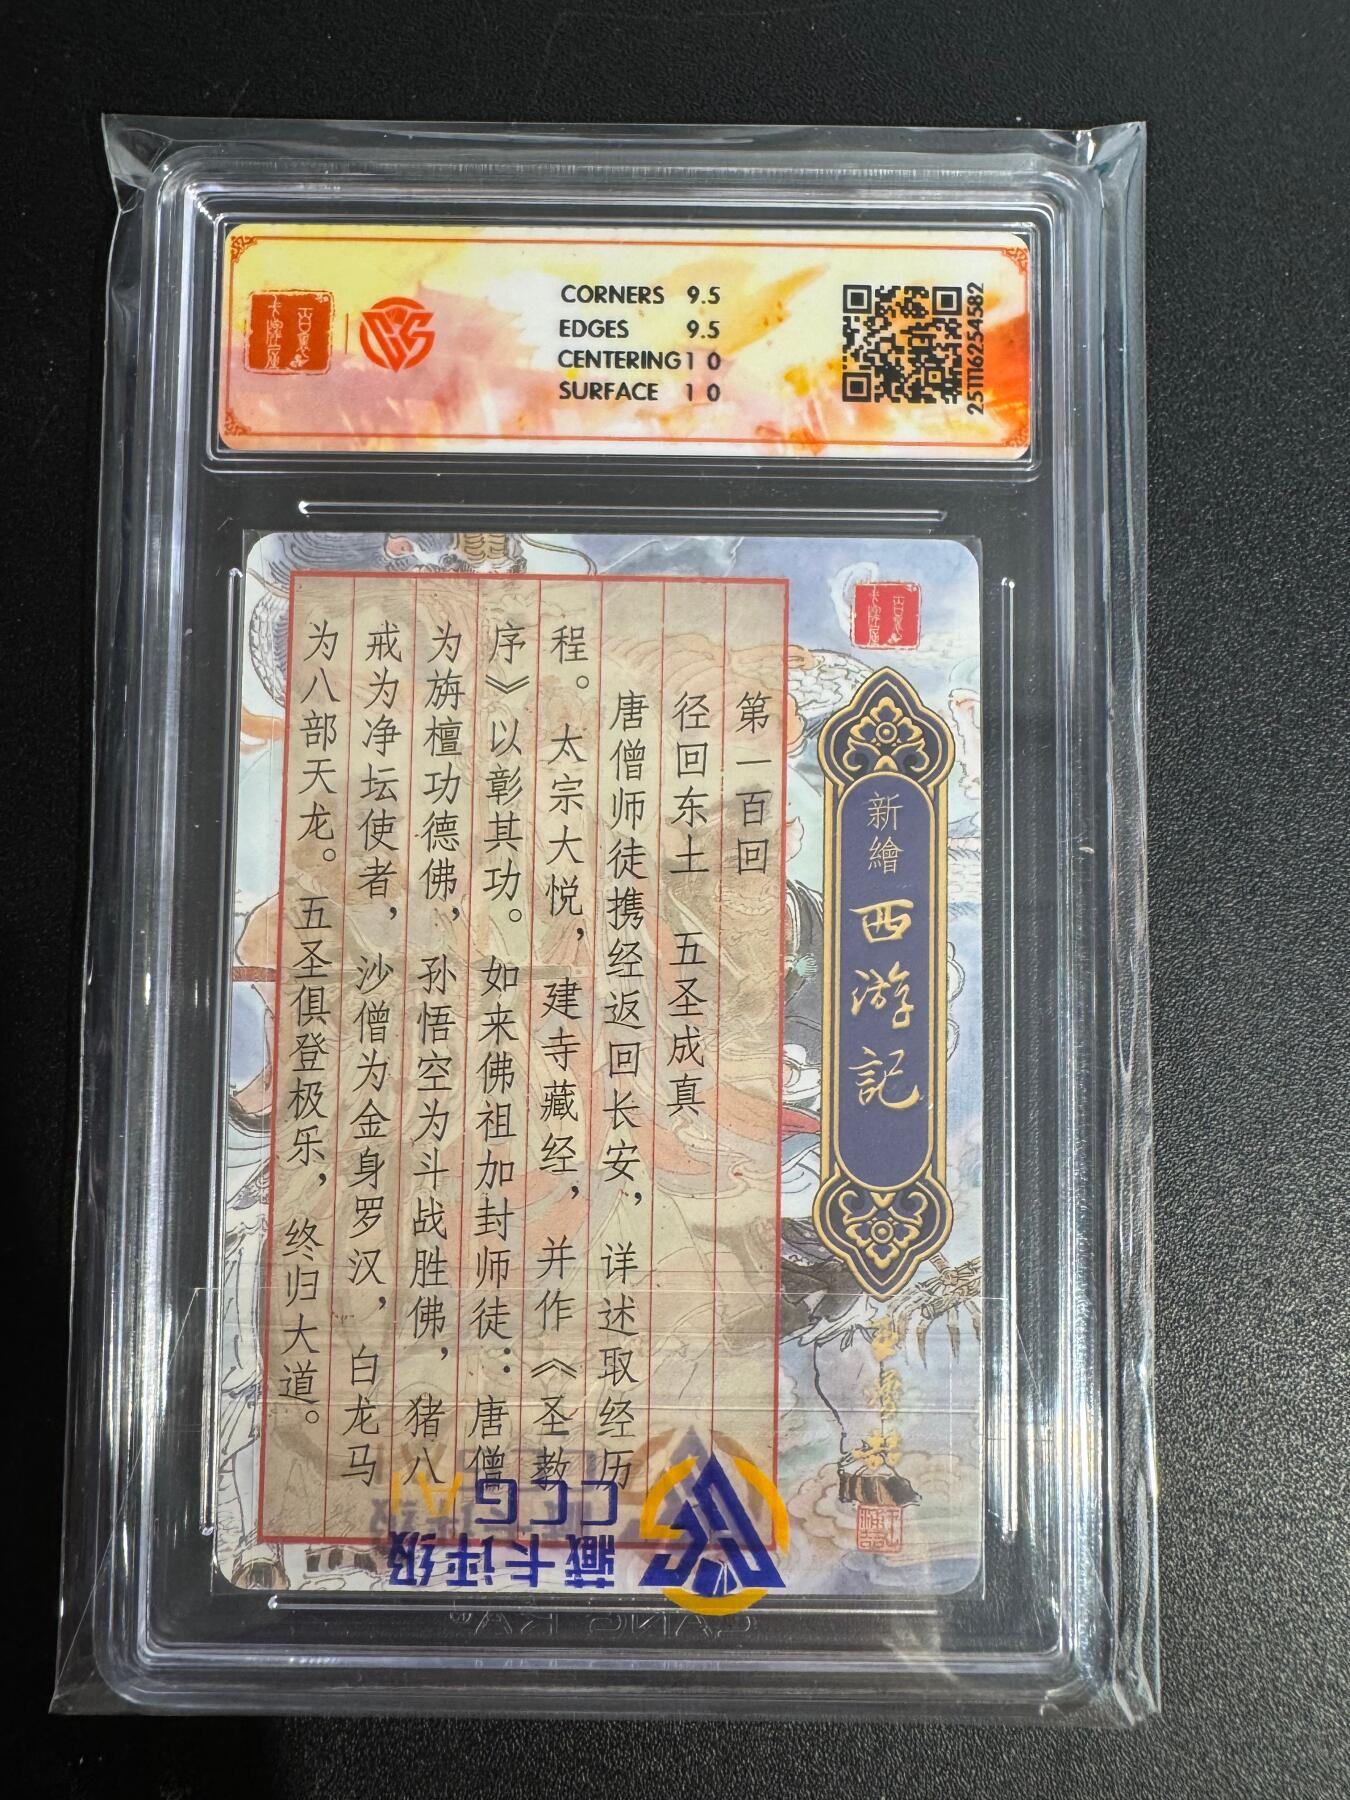 CORNERS 9.5
EDGES 9.5
CENTERING10
SURFACE 10
2511116254582
新繪
西游記
第一百回
径回东土 五圣成真
唐僧师徒携经返回长安，详述取经历
程。太宗大悦，建寺藏经，并作《圣教
序》以彰其功。如来佛祖加封师徒：唐僧
为旃檀功德佛，孙悟空为斗战胜佛，猪八
戒为净坛使者，沙僧为金身罗汉，白龙马
为八部天龙。五圣俱登极乐，终归大道。
CCG
藏卡评级